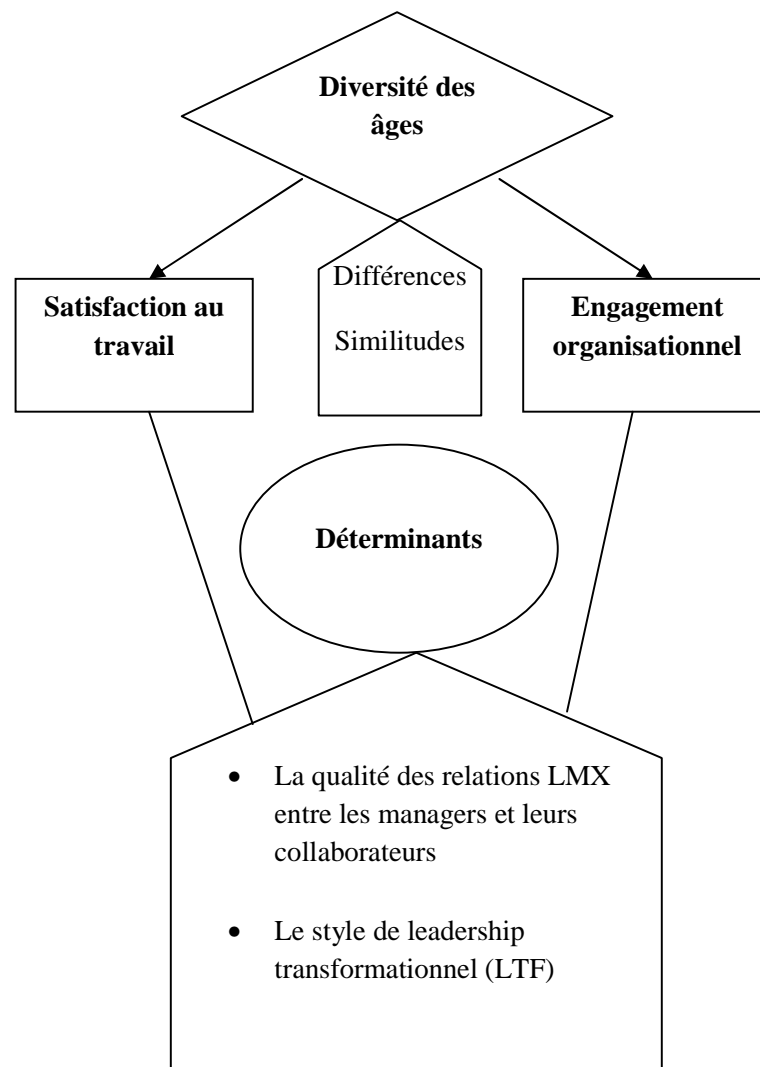 Diversité des
âges
Différences
Similitudes
Satisfaction au
travail
Engagement
organisationnel
Déterminants
• La qualité des relations LMX
entre les managers et leurs
collaborateurs
• Le style de leadership
transformationnel (LTF)